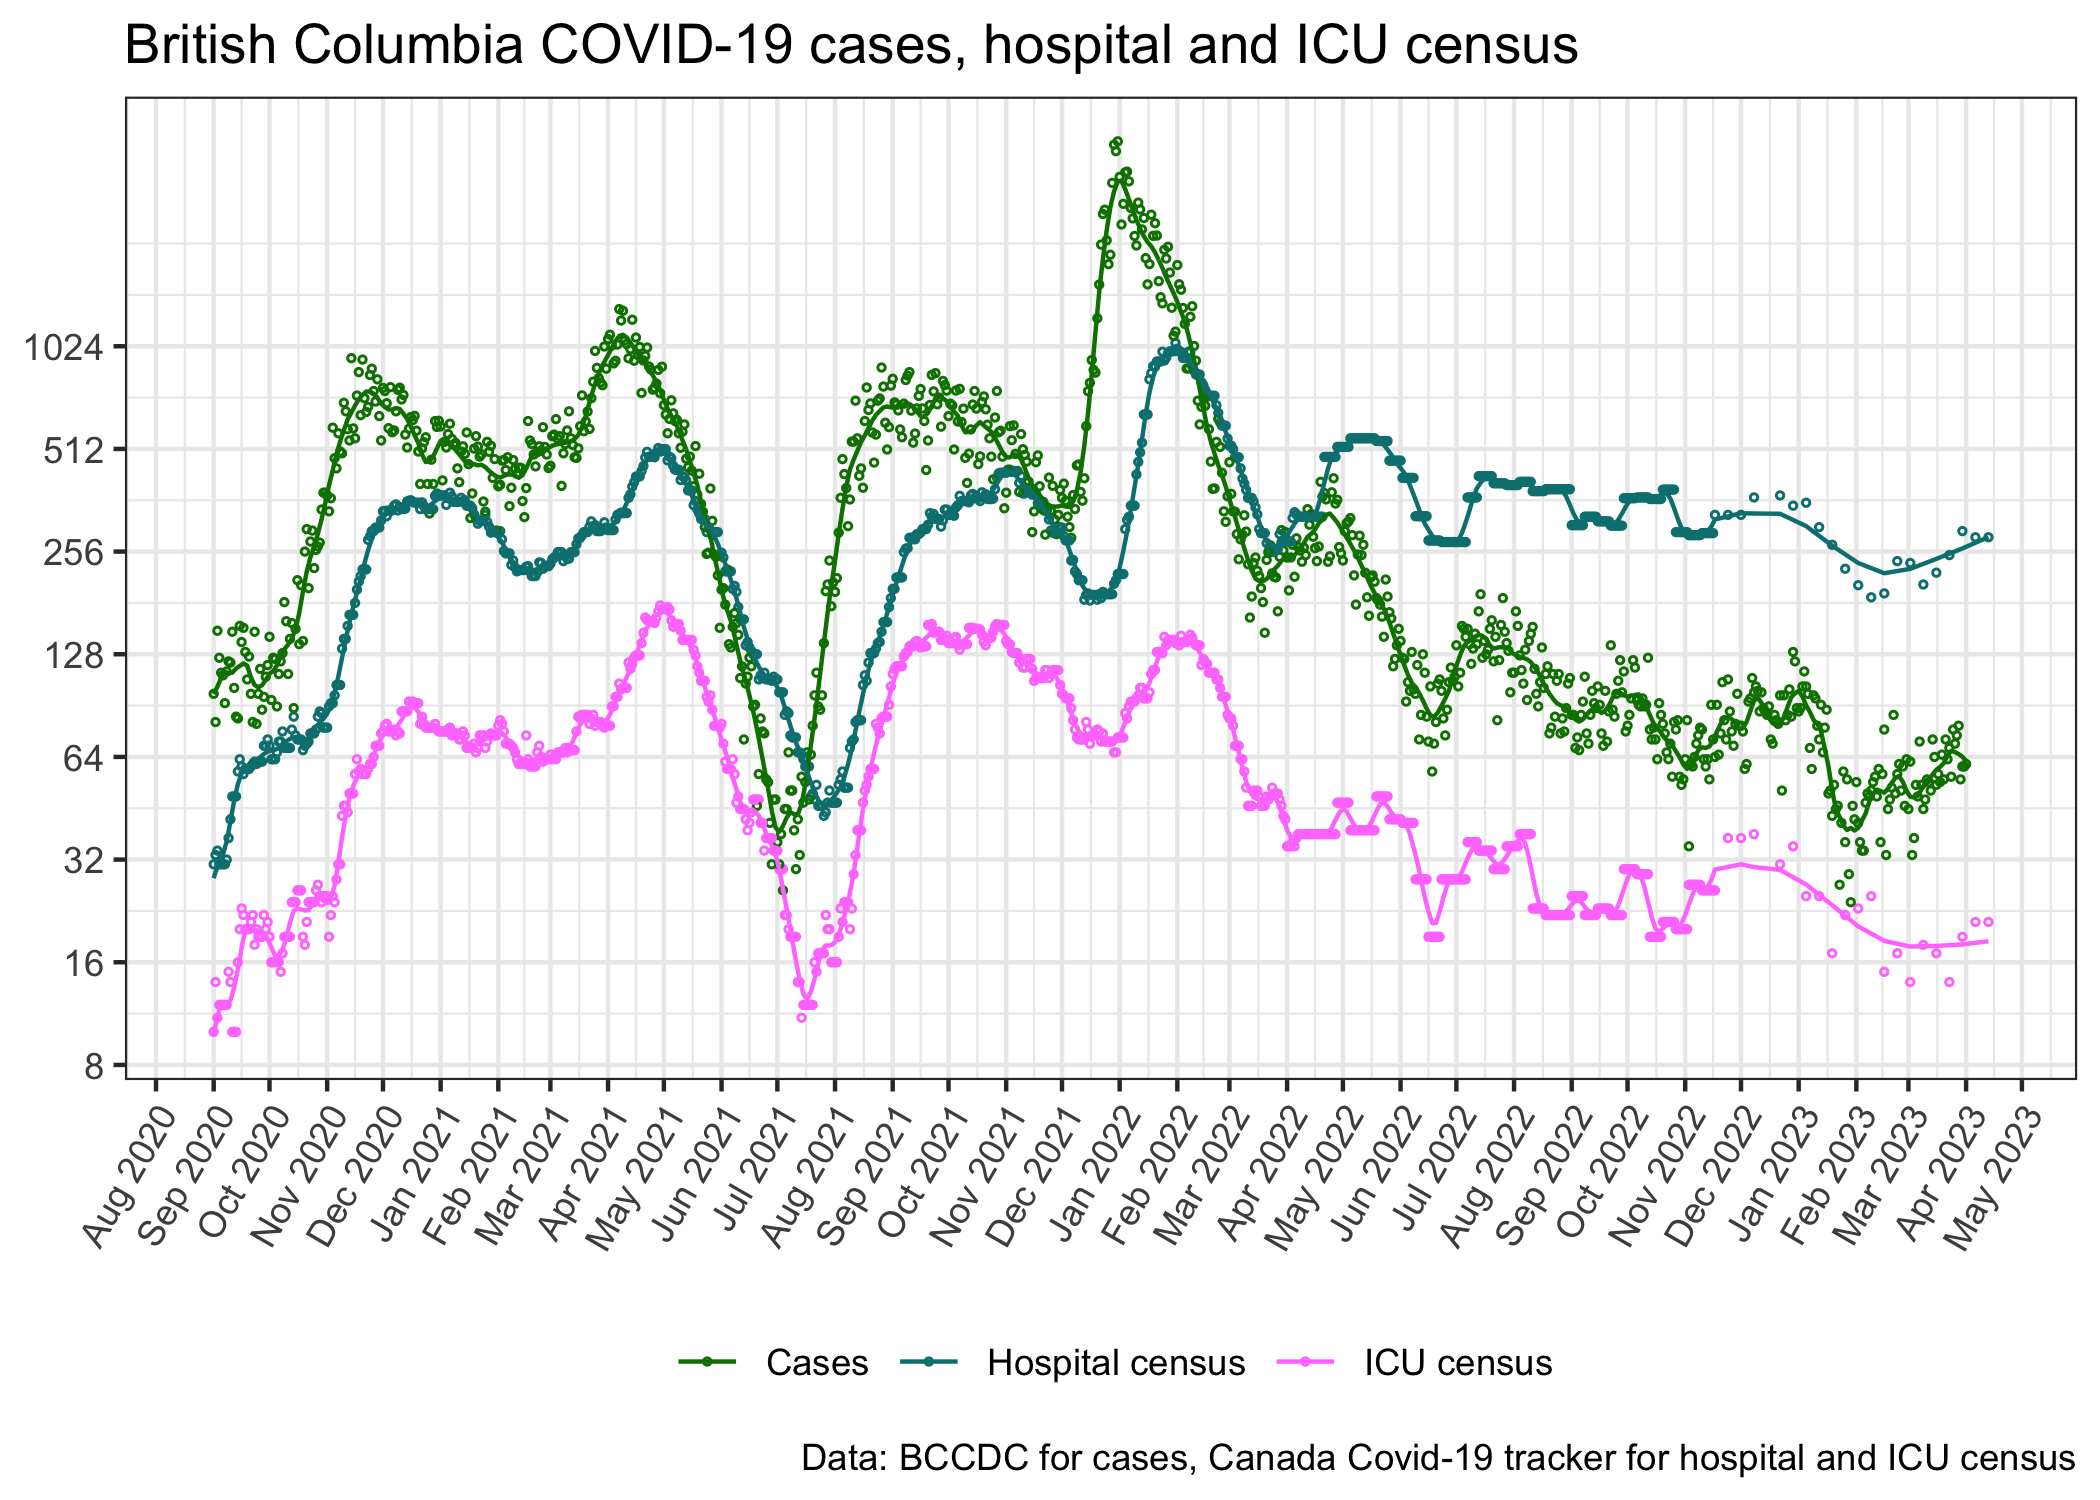 British Columbia COVID-19 cases, hospital and ICU census
1024
512
256
128
64
32
16
8
Aug 2020
Sep 2020
Oct 2020
Nov 2020
Dec 2020
Jan 2021
Feb 2021
Mar 2021
Apr 2021
May 2021
Jun 2021
Jul 2021
Aug 2021
Sep 2021
Oct 2021
Nov 2021
Dec 2021
Jan 2022
Feb 2022
Mar 2022
Apr 2022
May 2022
Jun 2022
Jul 2022
Aug 2022
Sep 2022
Oct 2022
Nov 2022
Dec 2022
Jan 2023
Feb 2023
Mar 2023
Apr 2023
May 2023
Cases
Hospital census
ICU census
Data: BCCDC for cases, Canada Covid-19 tracker for hospital and ICU census